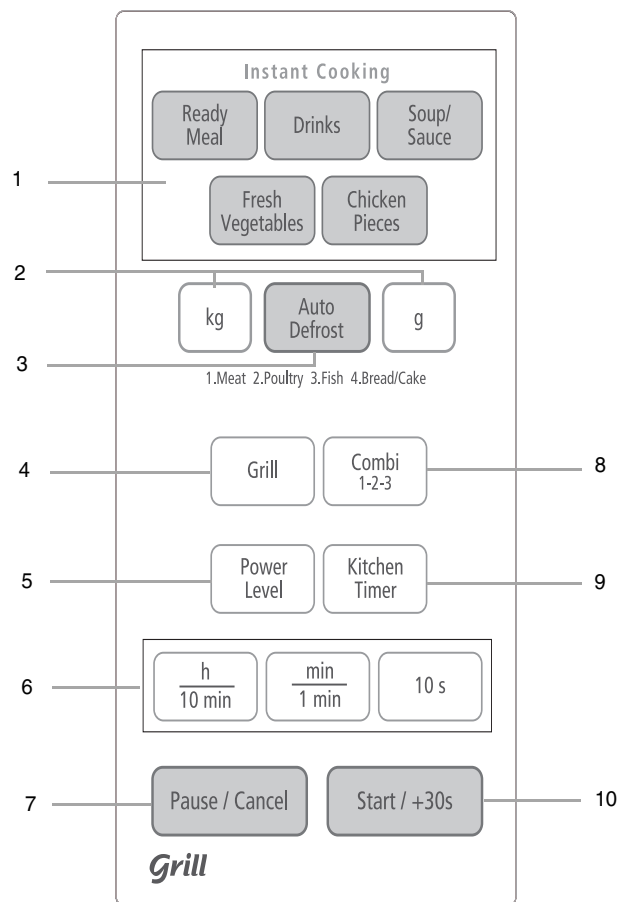 Instant Cooking
Ready
Meal
Drinks
Soup/
Sauce
1
Fresh
Vegetables
Chicken
Pieces
2
kg
Auto
Defrost
g
3
1.Meat 2.Poultry 3.Fish 4.Bread/Cake
4
Grill
Combi
1-2-3
8
5
Power
Level
Kitchen
Timer
9
6
h
10 min
min
1 min
10 s
7
Pause / Cancel
Start / +30s
10
Grill